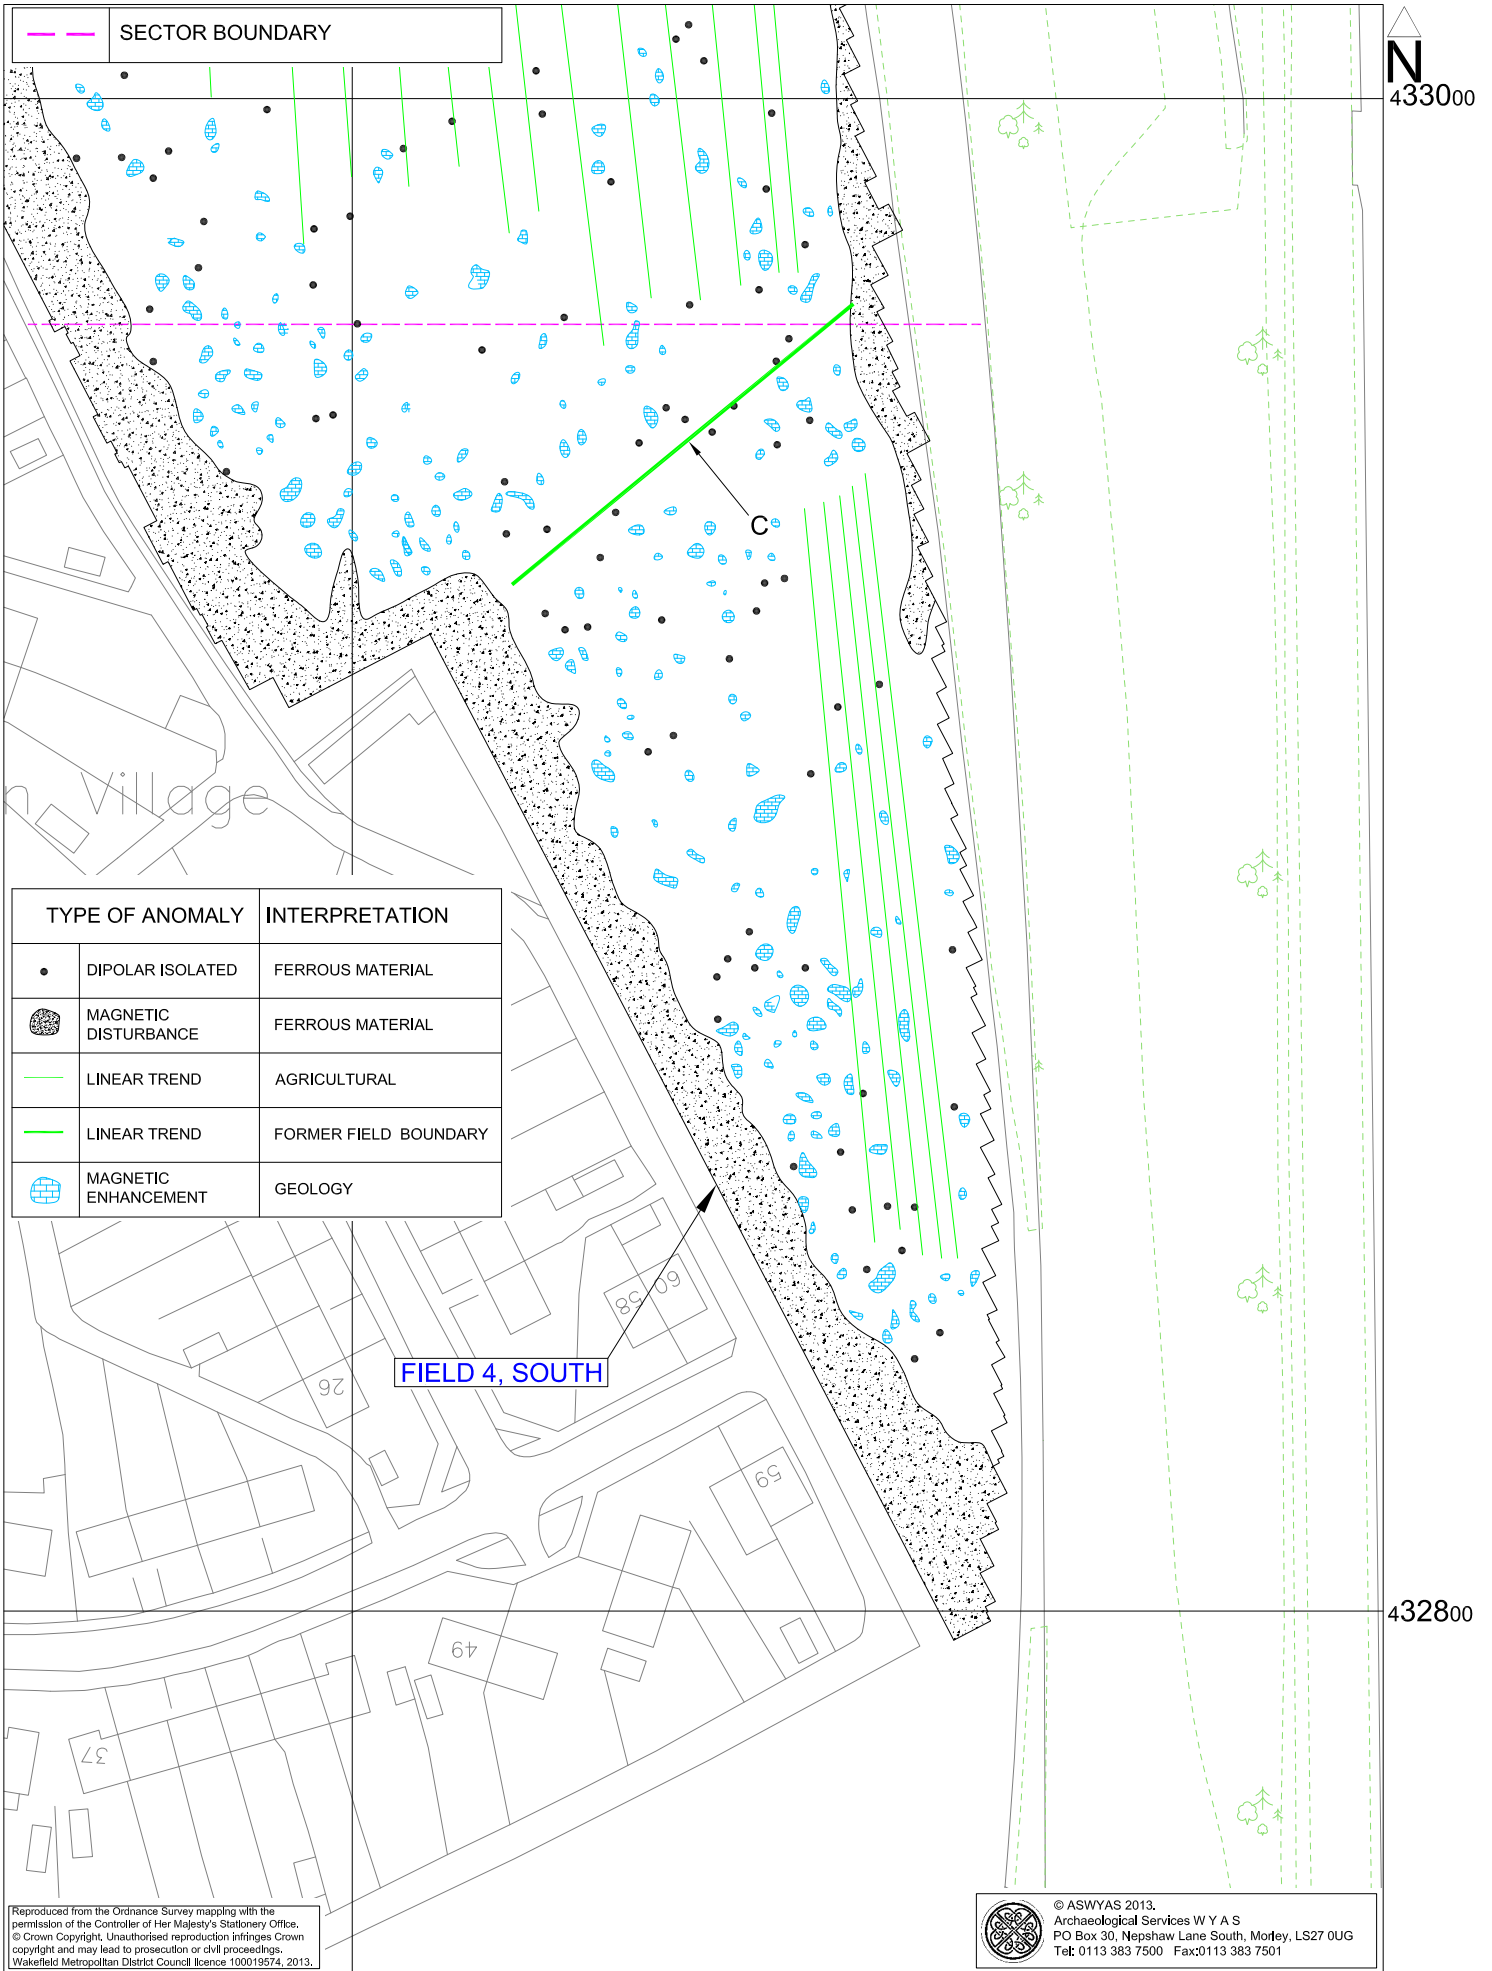 SECTOR BOUNDARY
N
43300
C
n Village
TYPE OF ANOMALY INTERPRETATION
DIPOLAR ISOLATED FERROUS MATERIAL
MAGNETIC
DISTURBANCE
FERROUS MATERIAL
LINEAR TREND AGRICULTURAL
LINEAR TREND FORMER FIELD BOUNDARY
MAGNETIC
ENHANCEMENT
GEOLOGY
60
58
FIELD 4, SOUTH
26
59
43280
49
37
Reproduced from the Ordnance Survey mapping with the
permission of the Controller of Her Majesty's Stationery Office.
© Crown Copyright. Unauthorised reproduction infringes Crown
copyright and may lead to prosecution or civil proceedings.
Wakefield Metropolitan District Council licence 100019574, 2013.
© ASWYAS 2013.
Archaeological Services W Y A S
PO Box 30, Nepshaw Lane South, Morley, LS27 0UG
Tel: 0113 383 7500 Fax:0113 383 7501